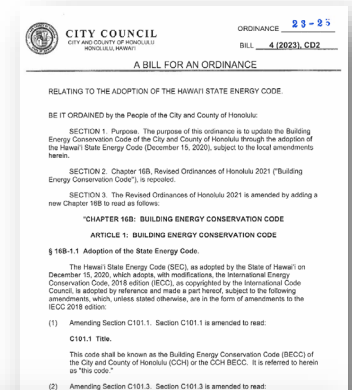 CITY COUNCIL
CITY AND COUNTY OF HONOLULU
HONOLULU, HAWAI'I
ORDINANCE 23-25
BILL 4 (2023), CD2
A BILL FOR AN ORDINANCE
RELATING TO THE ADOPTION OF THE HAWAI'I STATE ENERGY CODE.
BE IT ORDAINED by the People of the City and County of Honolulu:
SECTION 1. Purpose. The purpose of this ordinance is to update the Building
Energy Conservation Code of the City and County of Honolulu through the adoption of
the Hawai'i State Energy Code (December 15, 2020), subject to the local amendments
herein.
SECTION 2. Chapter 16B, Revised Ordinances of Honolulu 2021 ("Building
Energy Conservation Code"), is repealed.
SECTION 3. The Revised Ordinances of Honolulu 2021 is amended by adding a
new Chapter 16B to read as follows:
"CHAPTER 16B: BUILDING ENERGY CONSERVATION CODE
ARTICLE 1: BUILDING ENERGY CONSERVATION CODE
§ 16B-1.1 Adoption of the State Energy Code.
The Hawai'i State Energy Code (SEC), as adopted by the State of Hawai'i on
December 15, 2020, which adopts, with modifications, the International Energy
Conservation Code, 2018 edition (IECC), as copyrighted by the International Code
Council, is adopted by reference and made a part hereof, subject to the following
amendments, which, unless stated otherwise, are in the form of amendments to the
IECC 2018 edition:
(1) Amending Section C101.1. Section C101.1 is amended to read:
C101.1 Title.
This code shall be known as the Building Energy Conservation Code (BECC) of
the City and County of Honolulu (CCH) or the CCH BECC. It is referred to herein
as "this code."
(2) Amending Section C101.3. Section C101.3 is amended to read: